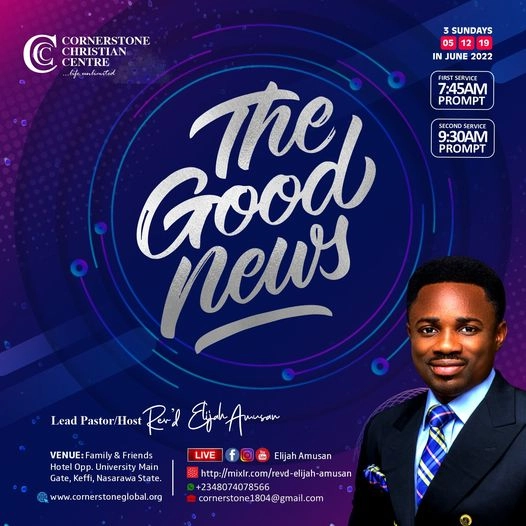 CORNERSTONE
CHRISTIAN
CENTRE
...life unlimited
3 SUNDAYS
05 12 19
IN JUNE 2022
FIRST SERVICE
7:45AM
PROMPT
SECOND SERVICE
9:30AM
PROMPT
The
Good
news
Lead Pastor/Host Rev'd Elijah Amusan
VENUE: Family & Friends
Hotel Opp. University Main
Gate, Keffi, Nasarawa State.
www.cornerstoneglobal.org
LIVE Elijah Amusan
http://mixlr.com/revd-elijah-amusan
+2348074078566
cornerstone1804@gmail.com